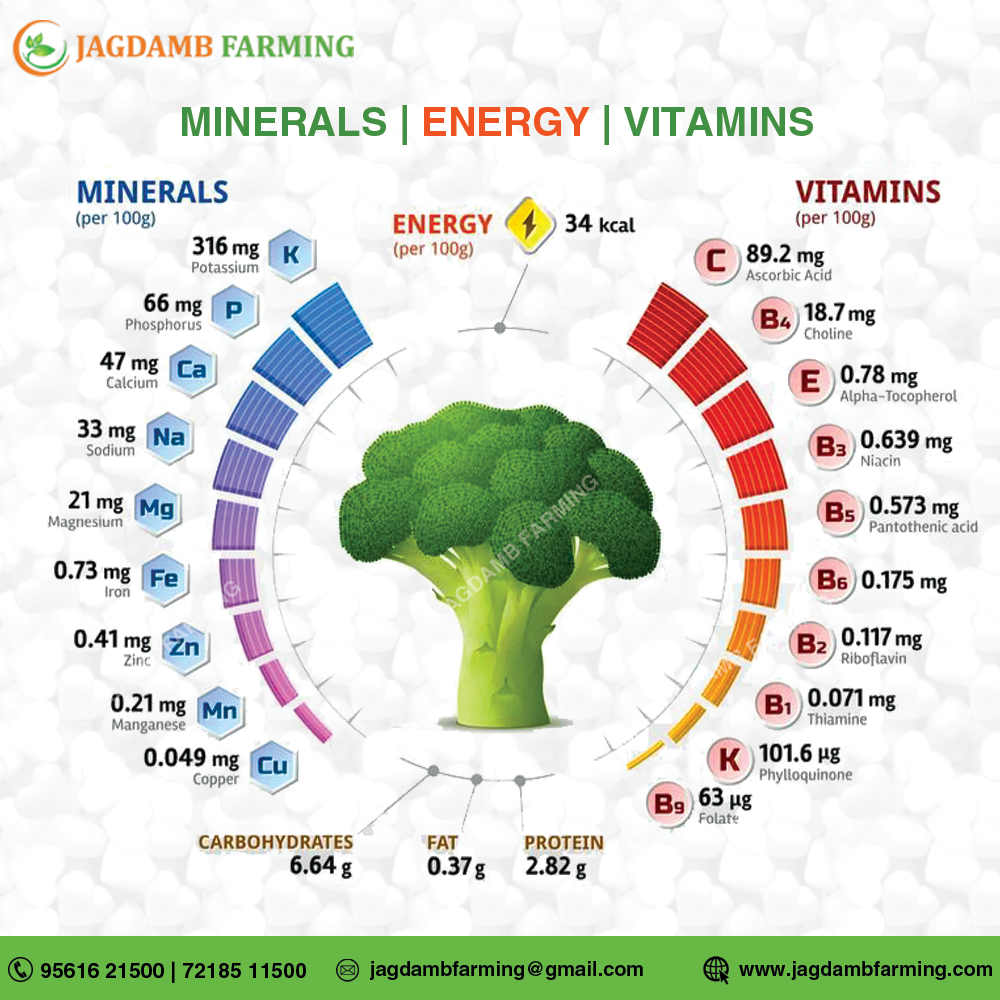 JAGDAMB FARMING
MINERALS | ENERGY | VITAMINS
MINERALS
(per 100g)
316 mg
Potassium
K
66 mg
Phosphorus
P
47 mg
Calcium
Ca
33 mg
Sodium
Na
21 mg
Magnesium
Mg
0.73 mg
Iron
Fe
0.41 mg
Zinc
Zn
0.21 mg
Manganese
Mn
0.049 mg
Copper
Cu
ENERGY
(per 100g)
34 kcal
VITAMINS
(per 100g)
C
89.2 mg
Ascorbic Acid
B4
18.7 mg
Choline
E
0.78 mg
Alpha-Tocopherol
B3
0.639 mg
Niacin
B5
0.573 mg
Pantothenic acid
B6
0.175 mg
B2
0.117 mg
Riboflavin
B1
0.071 mg
Thiamine
K
101.6 µg
Phylloquinone
B9
63 µg
Folate
JAGDAMB FARMING
CARBOHYDRATES
6.64 g
FAT
0.37 g
PROTEIN
2.82 g
95616 21500 | 72185 11500
jagdambfarming@gmail.com
www.jagdambfarming.com